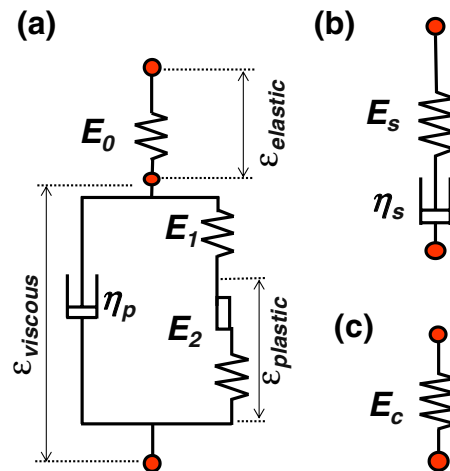 (a)
E0
εelastic
E1
ηp
E2
εviscous
εplastic
(b)
Es
ηs
(c)
Ec